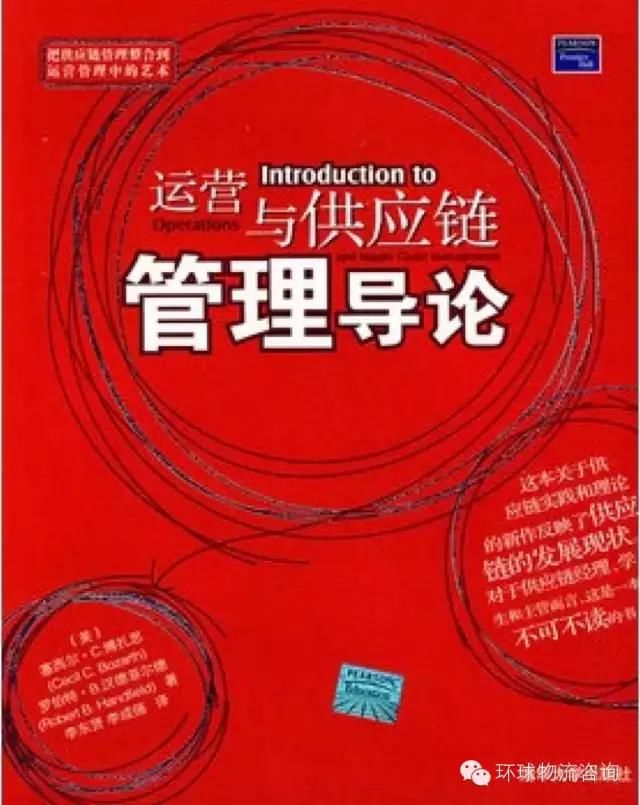 把供应链管理整合到
运营管理中的艺术
PEARSON
Prentice
Hall
Introduction to
运营
Operations
与供应链
and Supply Chain Management
管理导论
这本关于供
应链实践和理论
的新作反映了供应
链的发展现状
对于供应链经理、学
生和主管而言,这是一本
不可不读的书
(美)
塞西尔·C.博扎思
(Cecil C. Bozarth)
罗伯特·B.汉德菲尔德
(Robert B. Handfield) 著
李东贤 李成强 译
PEARSON
Education
环球物流咨询